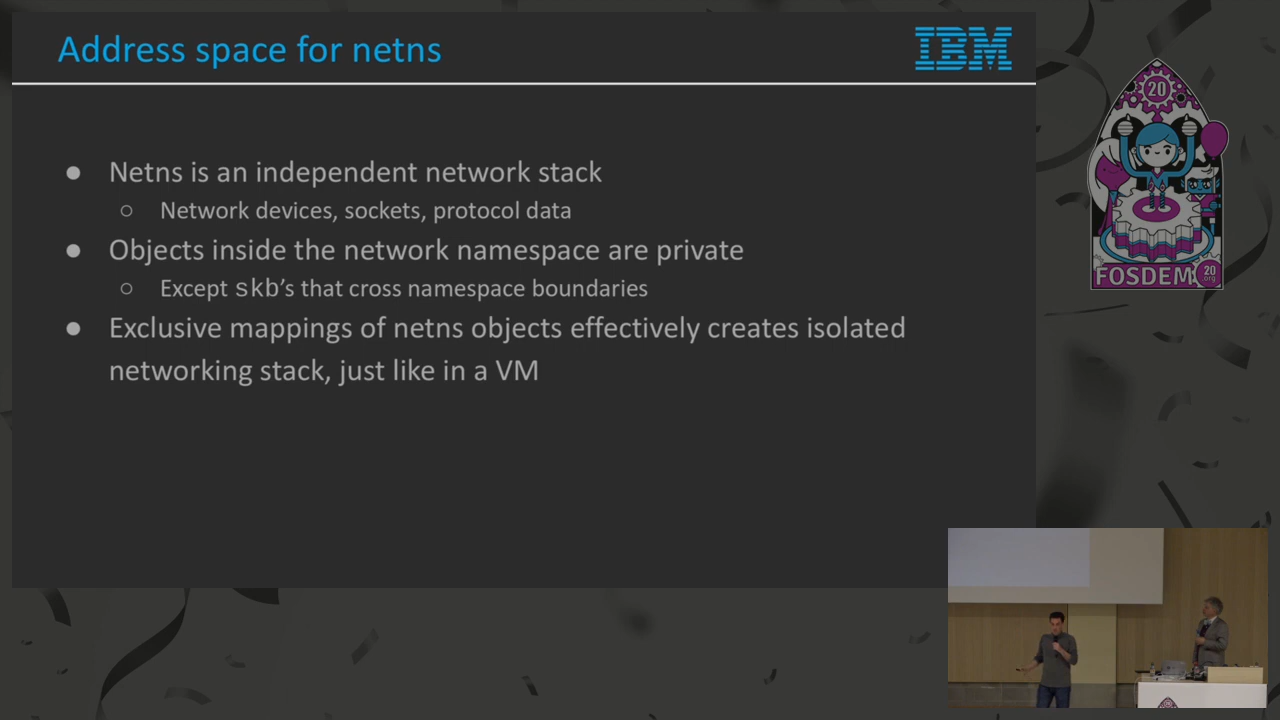 Address space for netns
IBM
20
● Netns is an independent network stack
○ Network devices, sockets, protocol data
● Objects inside the network namespace are private
○ Except skb’s that cross namespace boundaries
● Exclusive mappings of netns objects effectively creates isolated
networking stack, just like in a VM
FOSDEM
20
.org